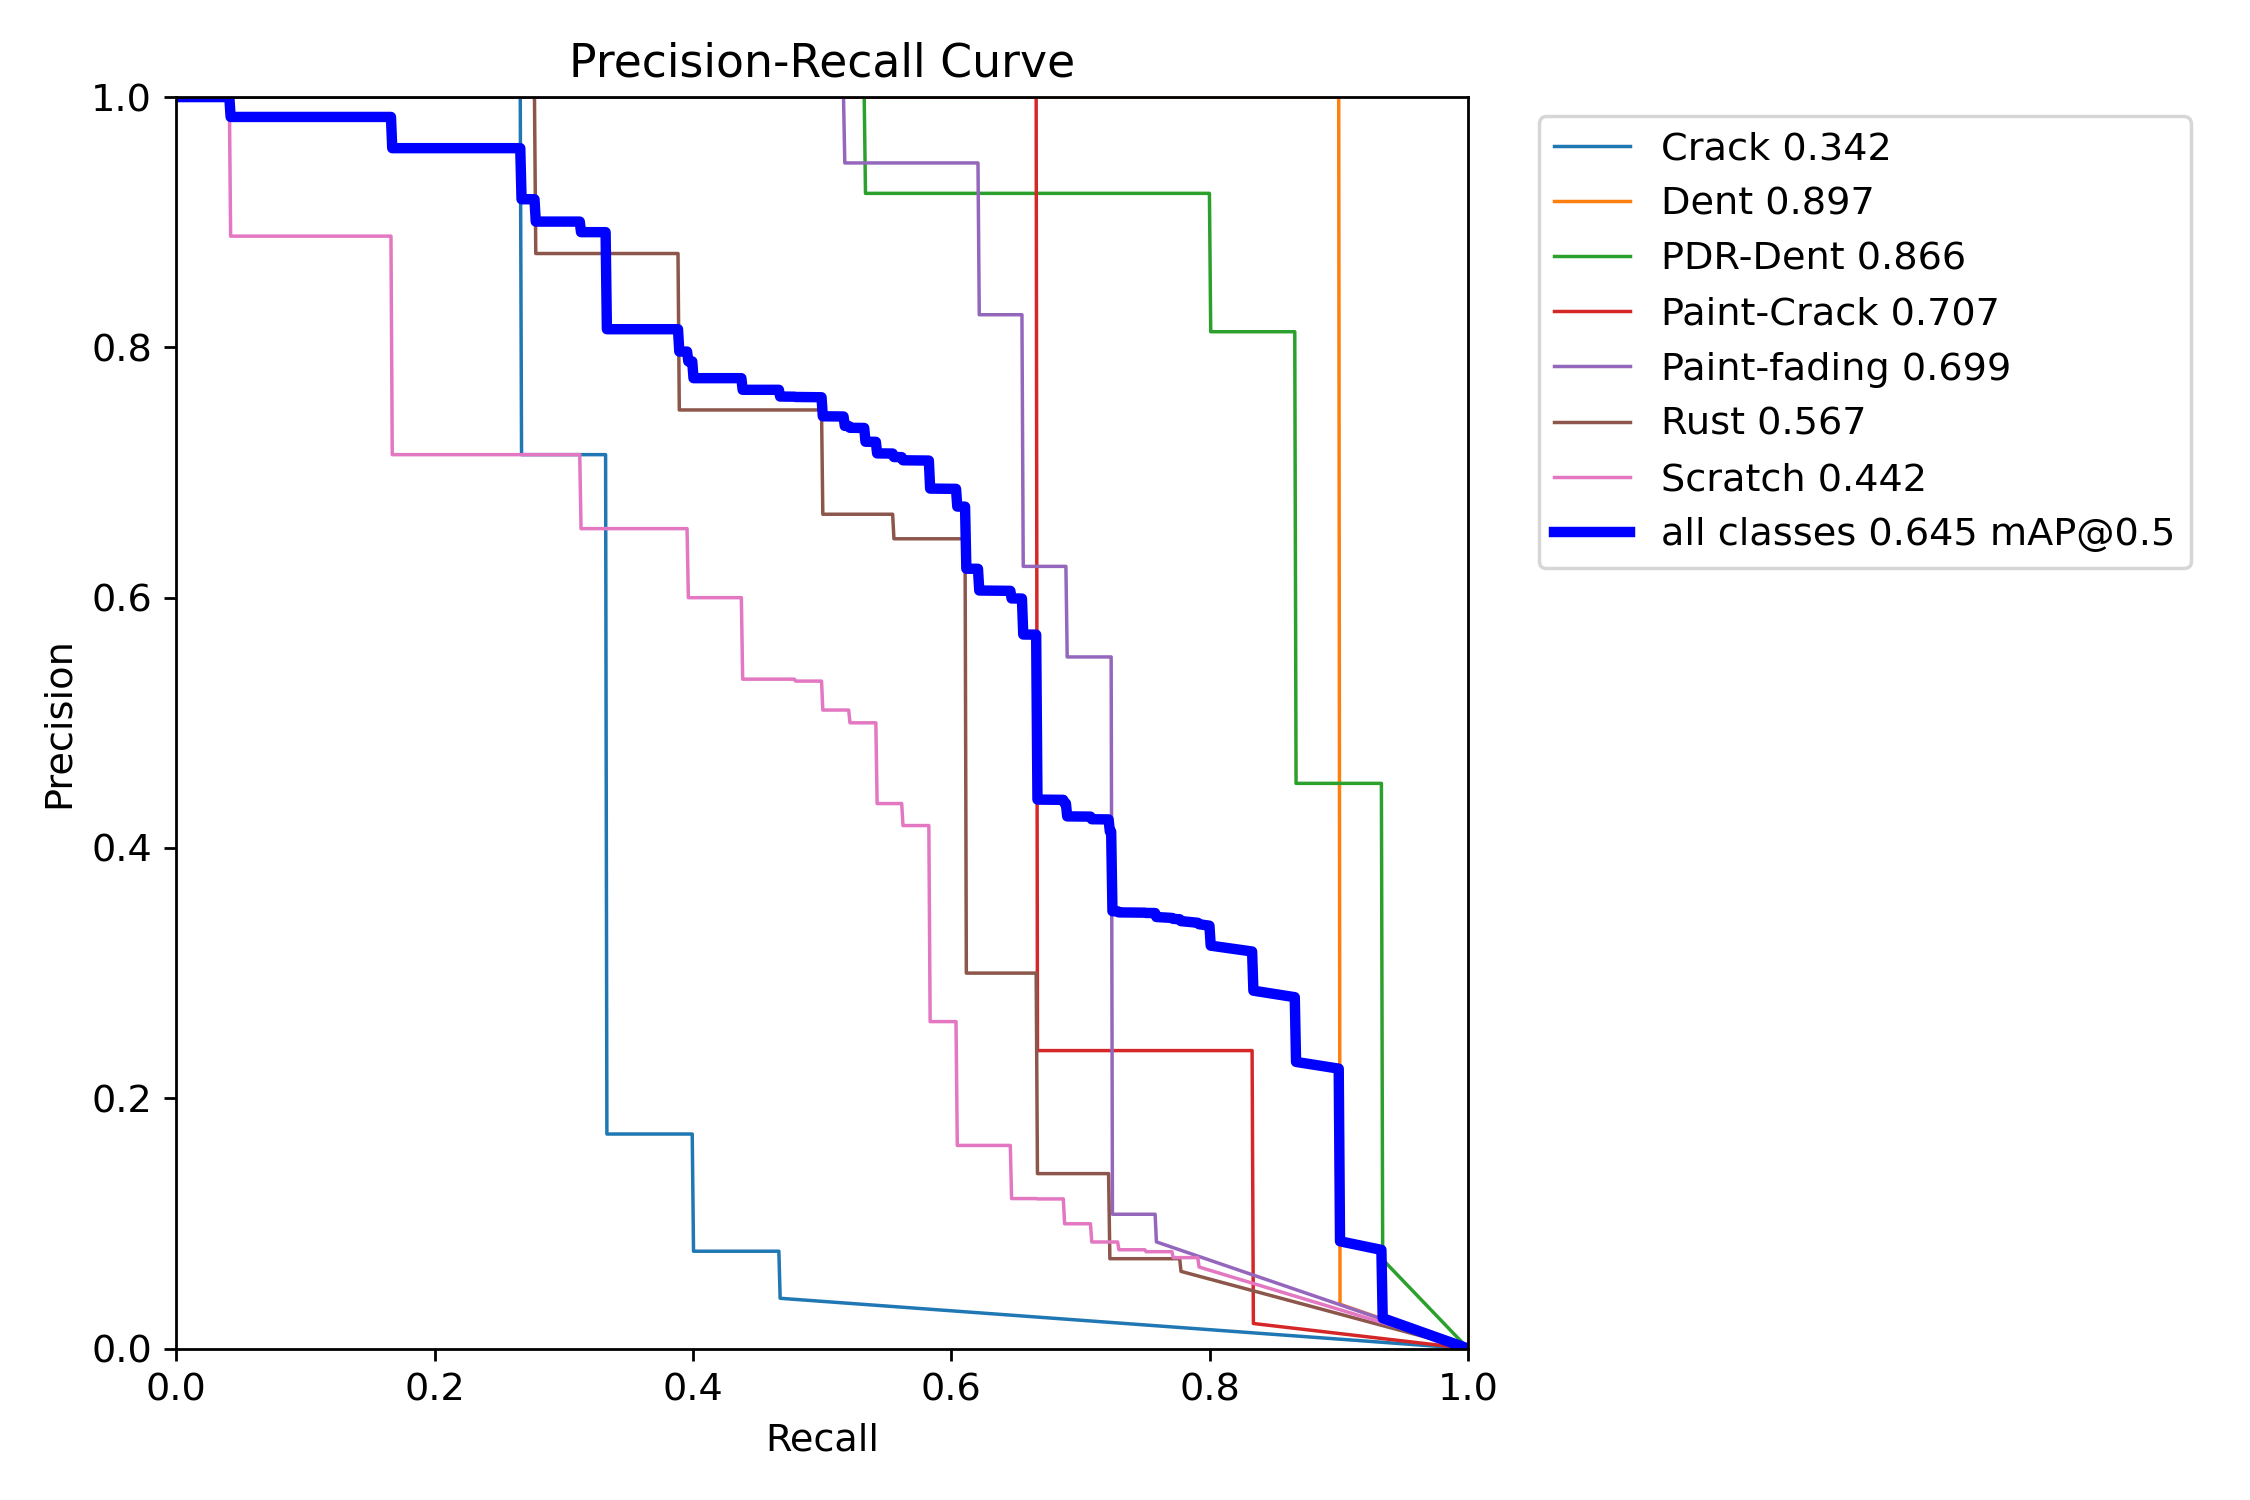 Precision-Recall Curve
1.0
0.8
0.6
0.4
0.2
0.0
Precision
0.0 0.2 0.4 0.6 0.8 1.0
Recall
Crack 0.342
Dent 0.897
PDR-Dent 0.866
Paint-Crack 0.707
Paint-fading 0.699
Rust 0.567
Scratch 0.442
all classes 0.645 mAP@0.5